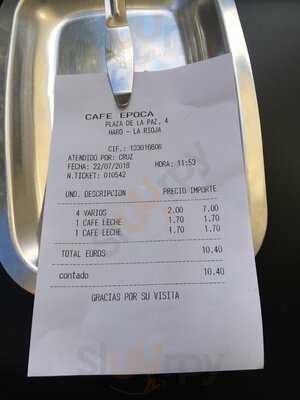 CAFE EPOCA
PLAZA DE LA PAZ, 4
HARO - LA RIOJA
CIF.: 123016606
ATENDIDO POR: CRUZ
FECHA: 22/07/2018 HORA: 11:53
N.TICKET: 010542
UND. DESCRIPCION PRECIO IMPORTE
4 VARIOS 2.00 7.00
1 CAFE LECHE 1.70 1.70
1 CAFE LECHE 1.70 1.70
TOTAL EUROS 10.40
contado 10.40
GRACIAS POR SU VISITA
Sluurpy